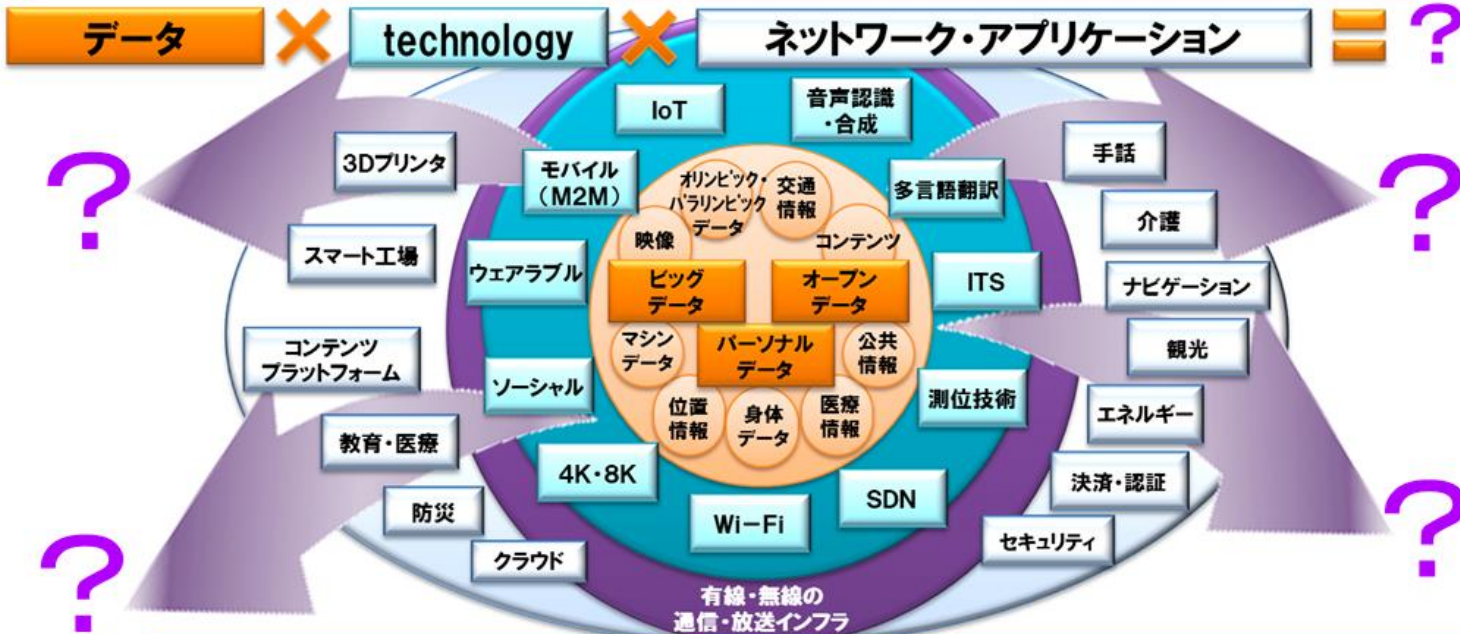 データ × technology × ネットワーク・アプリケーション = ?
IoT
音声認識
・合成
3Dプリンタ
モバイル
(M2M)
オリンピック・
パラリンピック
データ
交通
情報
多言語翻訳
手話
?
?
介護
スマート工場
ウェアラブル
映像
コンテンツ
ITS
ナビゲーション
ビッグ
データ
オープン
データ
コンテンツ
プラットフォーム
ソーシャル
マシン
データ
パーソナル
データ
公共
情報
測位技術
観光
位置
情報
身体
データ
医療
情報
エネルギー
教育・医療
4K・8K
Wi-Fi
SDN
決済・認証
防災
クラウド
セキュリティ
?
?
有線・無線の
通信・放送インフラ